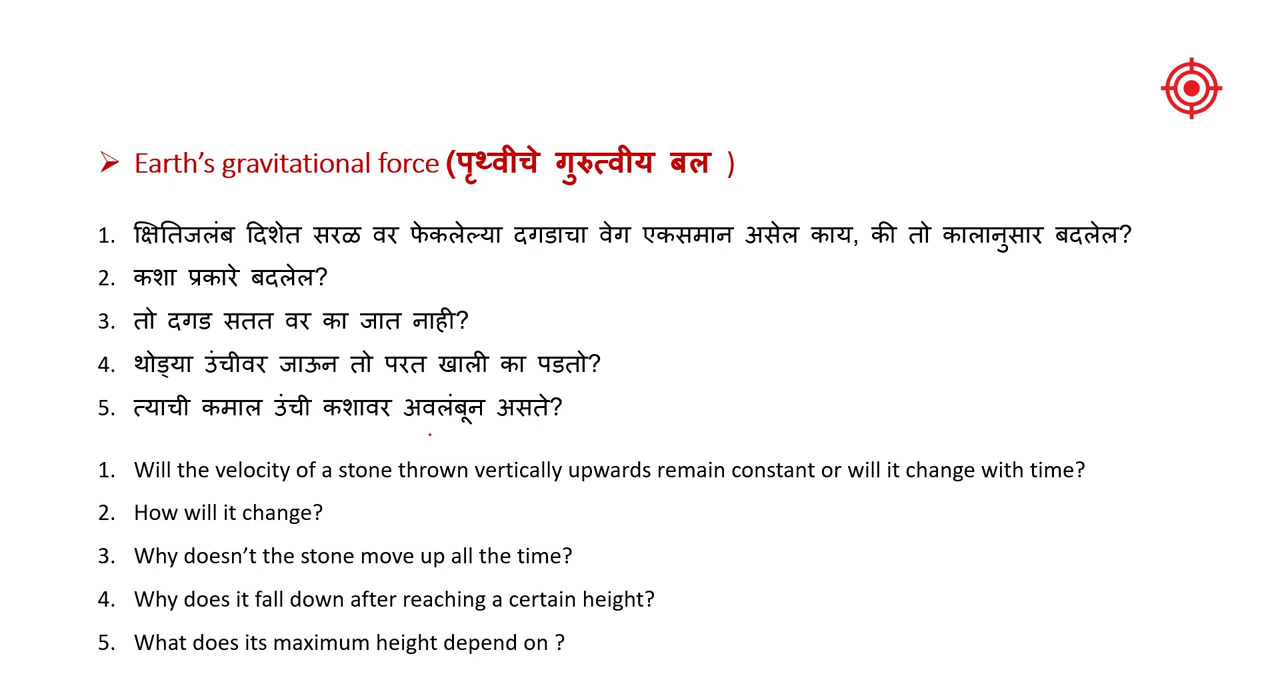 ➢ Earth's gravitational force (पृथ्वीचे गुरुत्वीय बल )
1. क्षितिजलंब दिशेत सरळ वर फेकलेल्या दगडाचा वेग एकसमान असेल काय, की तो कालानुसार बदलेल?
2. कशा प्रकारे बदलेल?
3. तो दगड सतत वर का जात नाही?
4. थोड्या उंचीवर जाऊन तो परत खाली का पडतो?
5. त्याची कमाल उंची कशावर अवलंबून असते?
1. Will the velocity of a stone thrown vertically upwards remain constant or will it change with time?
2. How will it change?
3. Why doesn't the stone move up all the time?
4. Why does it fall down after reaching a certain height?
5. What does its maximum height depend on ?